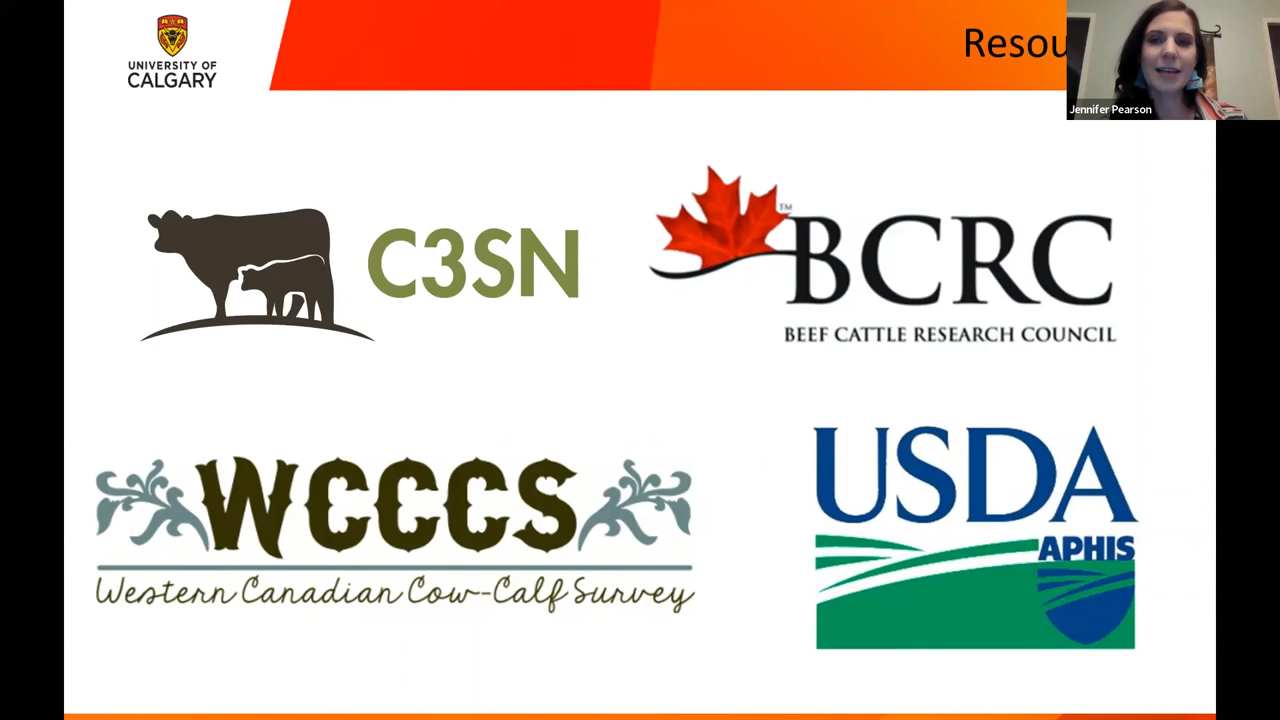 UNIVERSITY OF
CALGARY
Resou
Jennifer Pearson
C3SN
TM
BCRC
BEEF CATTLE RESEARCH COUNCIL
WCCCS
Western Canadian Cow-Calf Survey
USDA
APHIS